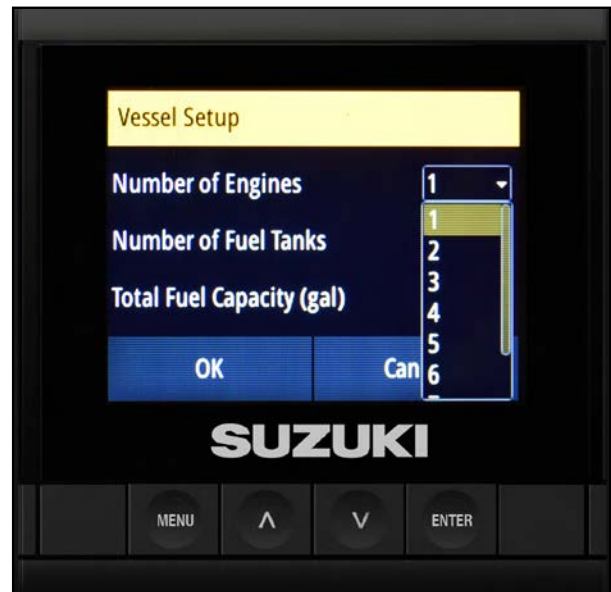 Vessel Setup
Number of Engines 1
1
Number of Fuel Tanks
2
3
Total Fuel Capacity (gal)
4
5
OK
6
SUZUKI
MENU ∧ ∨ ENTER